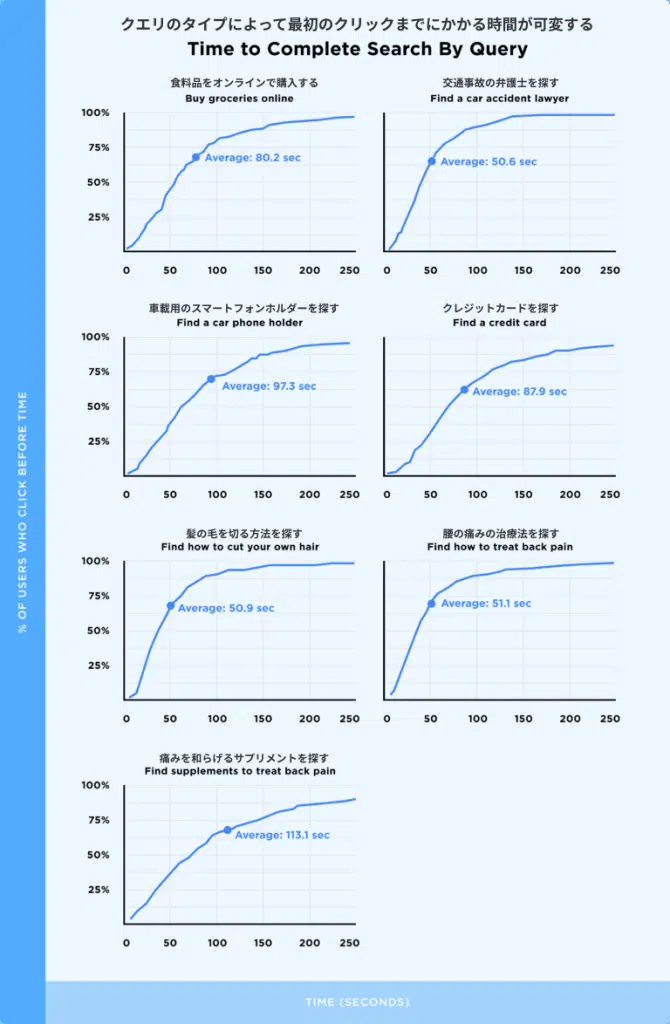 クエリのタイプによって最初のクリックまでにかかる時間が可変する
Time to Complete Search By Query
食料品をオンラインで購入する
Buy groceries online
100%
75%
50%
25%
Average: 80.2 sec
0 50 100 150 200 250
交通事故の弁護士を探す
Find a car accident lawyer
Average: 50.6 sec
0 50 100 150 200 250
車載用のスマートフォンホルダーを探す
Find a car phone holder
100%
75%
50%
25%
Average: 97.3 sec
0 50 100 150 200 250
クレジットカードを探す
Find a credit card
Average: 87.9 sec
0 50 100 150 200 250
髪の毛を切る方法を探す
Find how to cut your own hair
100%
75%
50%
25%
Average: 50.9 sec
0 50 100 150 200 250
腰の痛みの治療法を探す
Find how to treat back pain
Average: 51.1 sec
0 50 100 150 200 250
痛みを和らげるサプリメントを探す
Find supplements to treat back pain
100%
75%
50%
25%
Average: 113.1 sec
0 50 100 150 200 250
% OF USERS WHO CLICK BEFORE TIME
TIME (SECONDS)